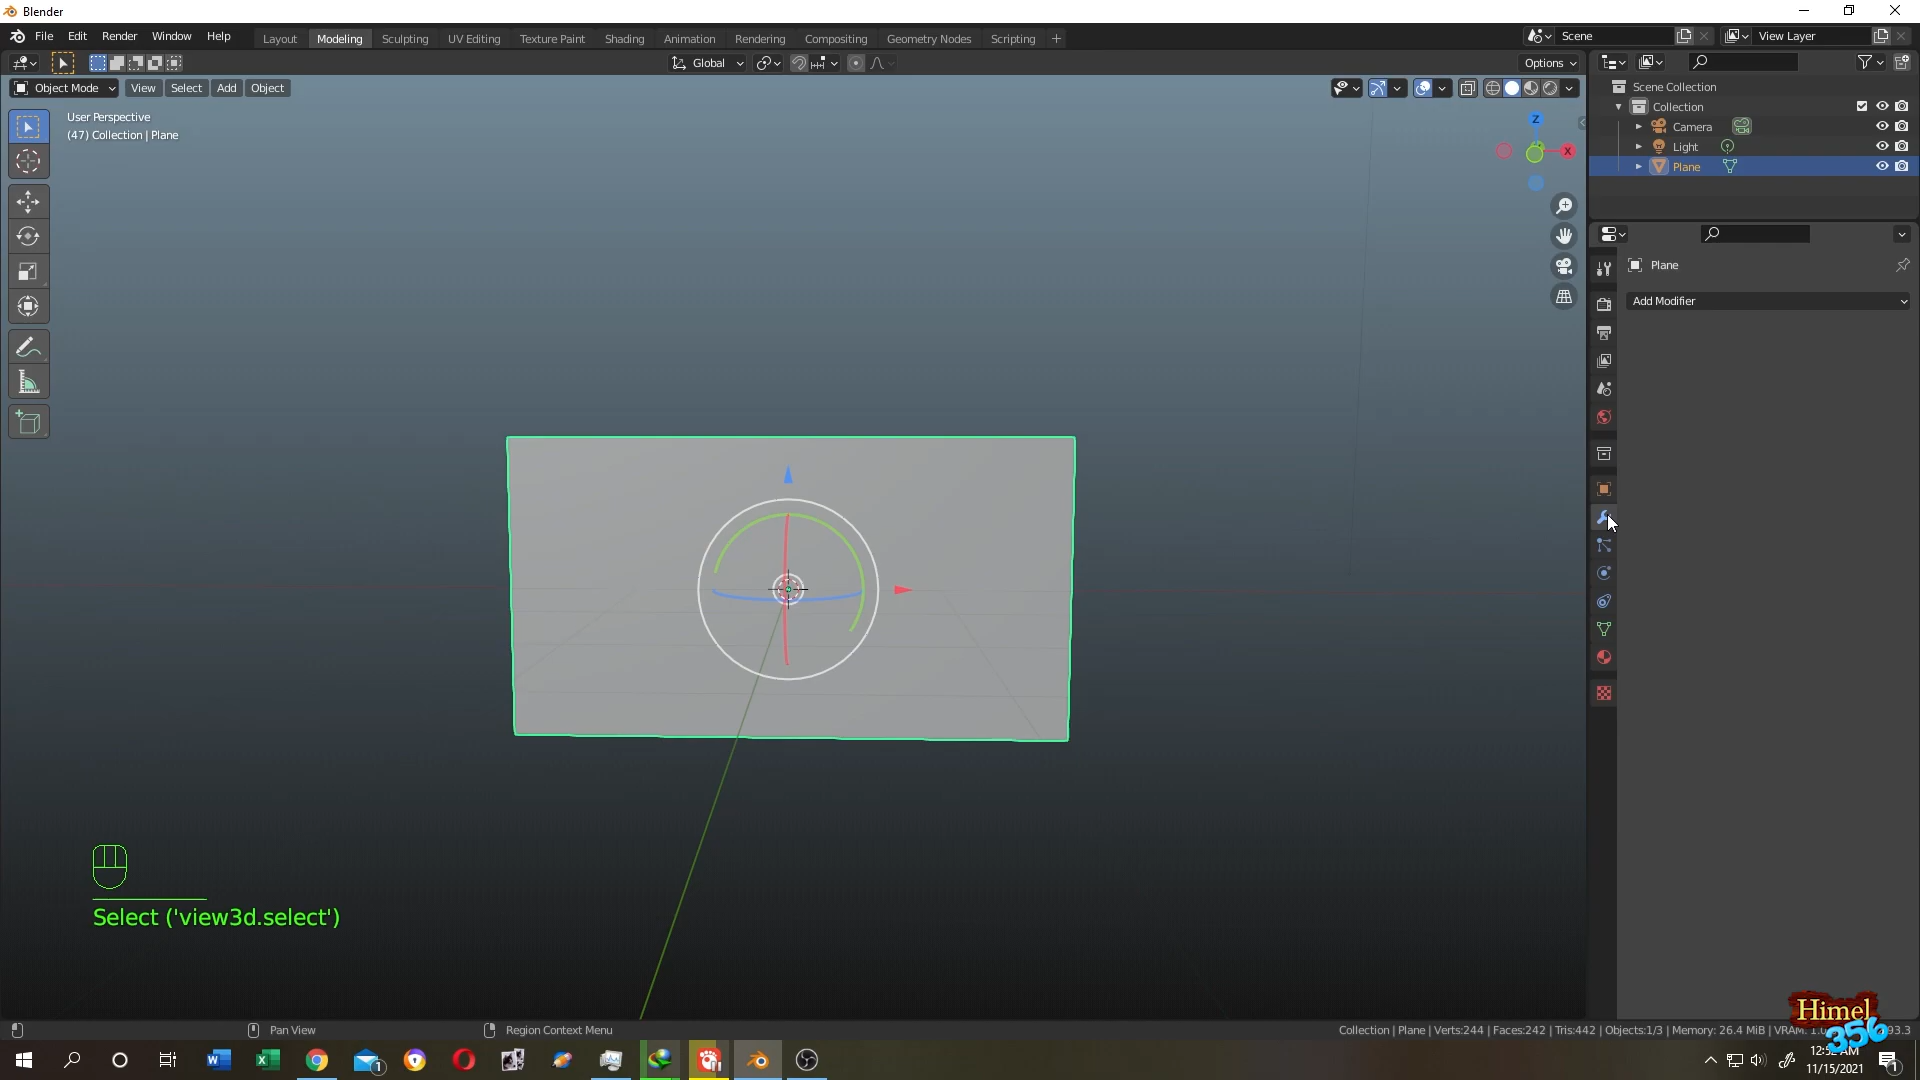 Blender
File Edit Render Window Help
Layout Modeling Sculpting UV Editing Texture Paint Shading Animation Rendering Compositing Geometry Nodes Scripting +
Scene
View Layer
Global
Options
Object Mode View Select Add Object
User Perspective
(47) Collection | Plane
Z
X
Scene Collection
Collection
Camera
Light
Plane
Plane
Add Modifier
Select ('view3d.select')
Pan View
Region Context Menu
Collection | Plane | Verts:244 | Faces:242 | Tris:442 | Objects:1/3 | Memory: 26.4 MiB | VRAM:
93.3
Himel
356
11/15/2021